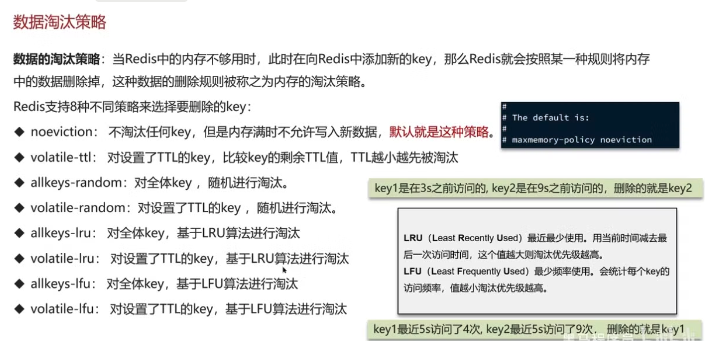 数据淘汰策略
数据的淘汰策略：当Redis中的内存不够用时，此时在向Redis中添加新的key，那么Redis就会按照某一种规则将内存
中的数据删除掉，这种数据的删除规则被称之为内存的淘汰策略。
Redis支持8种不同策略来选择要删除的key：
◆ noeviction： 不淘汰任何key，但是内存满时不允许写入新数据，默认就是这种策略。
◆ volatile-ttl： 对设置了TTL的key，比较key的剩余TTL值，TTL越小越先被淘汰
◆ allkeys-random：对全体key ，随机进行淘汰。
◆ volatile-random：对设置了TTL的key ，随机进行淘汰。
◆ allkeys-lru： 对全体key，基于LRU算法进行淘汰
◆ volatile-lru： 对设置了TTL的key，基于LRU算法进行淘汰
◆ allkeys-lfu： 对全体key，基于LFU算法进行淘汰
◆ volatile-lfu： 对设置了TTL的key，基于LFU算法进行淘汰
#
# The default is:
#
# maxmemory-policy noeviction
key1是在3s之前访问的, key2是在9s之前访问的，删除的就是key2
LRU（Least Recently Used）最近最少使用。用当前时间减去最
后一次访问时间，这个值越大则淘汰优先级越高。
LFU（Least Frequently Used）最少频率使用。会统计每个key的
访问频率，值越小淘汰优先级越高。
key1最近5s访问了4次, key2最近5s访问了9次， 删除的就是key1